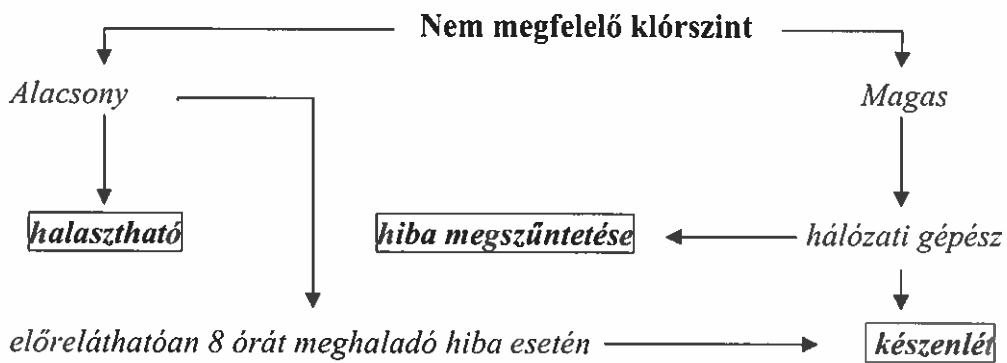 Nem megfelelő klórszint
Alacsony Magas
halasztható hiba megszűntetése hálózati gépész
előreláthatóan 8 órát meghaladó hiba esetén készenlét